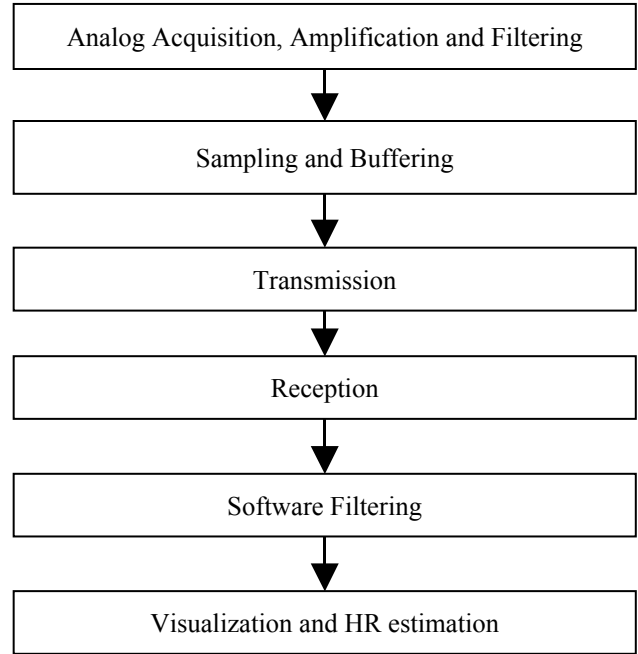 Analog Acquisition, Amplification and Filtering
Sampling and Buffering
Transmission
Reception
Software Filtering
Visualization and HR estimation